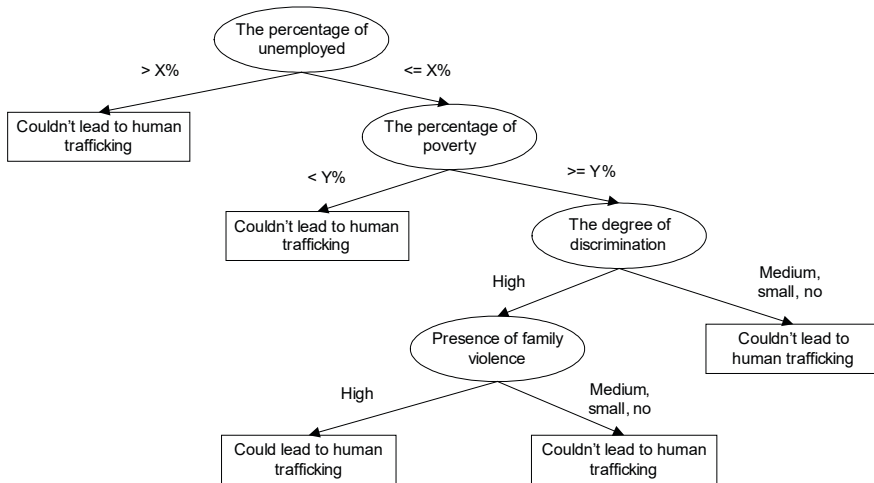 The percentage of
unemployed
> X%
<= X%
Couldn't lead to human
trafficking
The percentage of
poverty
< Y%
>= Y%
Couldn't lead to human
trafficking
The degree of
discrimination
High
Medium,
small, no
Presence of family
violence
Couldn't lead to
human trafficking
High
Medium,
small, no
Could lead to human
trafficking
Couldn't lead to human
trafficking